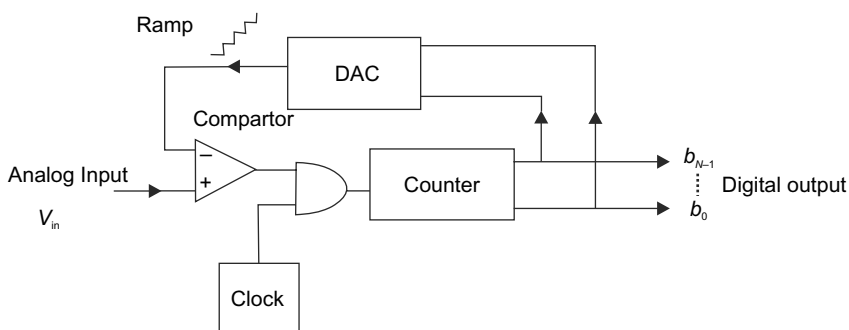 Ramp
DAC
Compartor
−
+
Analog Input
V_in
Counter
Clock
b_N–1
b_0
Digital output